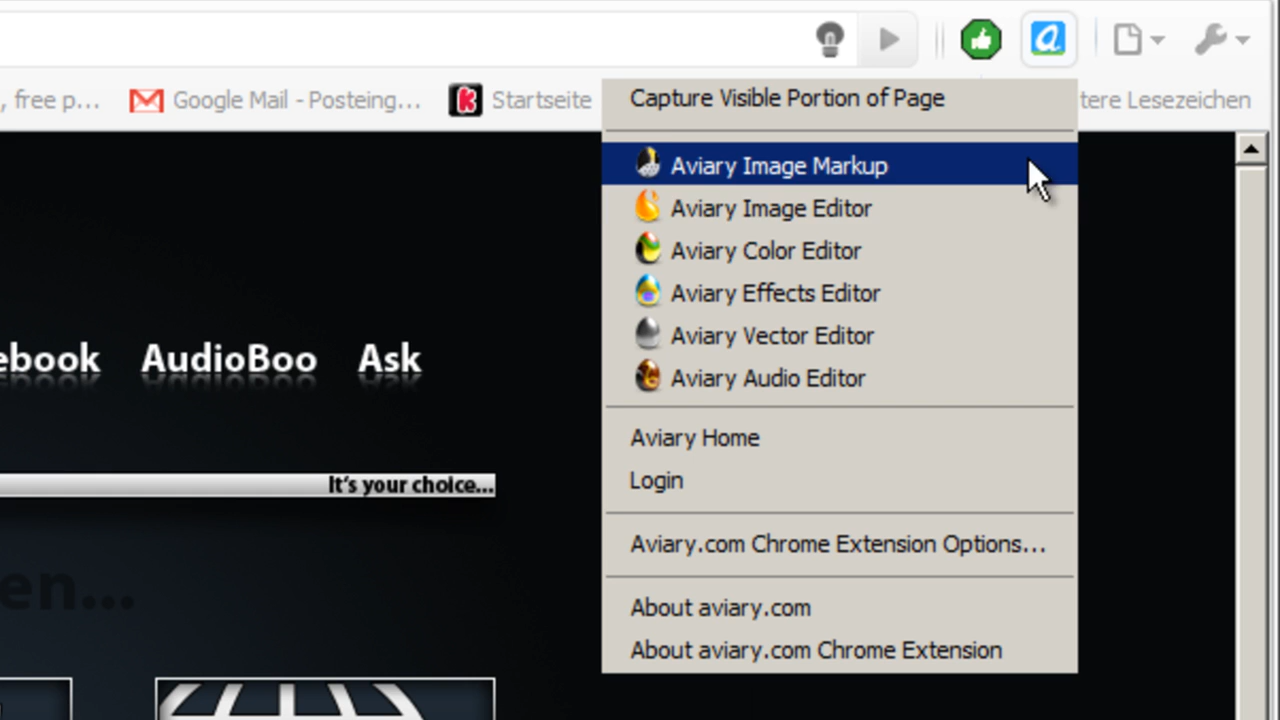 , free p...
Google Mail - Posteing...
Startseite
tere Lesezeichen
Capture Visible Portion of Page
Aviary Image Markup
Aviary Image Editor
Aviary Color Editor
Aviary Effects Editor
Aviary Vector Editor
Aviary Audio Editor
Aviary Home
Login
Aviary.com Chrome Extension Options...
About aviary.com
About aviary.com Chrome Extension
ebook AudioBoo Ask
It's your choice...
en...